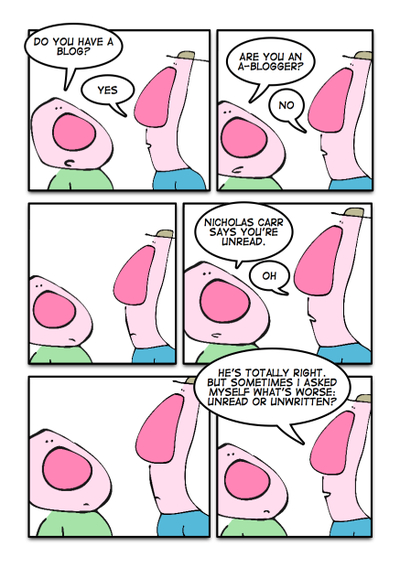 DO YOU HAVE A
BLOG?
YES
ARE YOU AN
A-BLOGGER?
NO
NICHOLAS CARR
SAYS YOU'RE
UNREAD.
OH
HE'S TOTALLY RIGHT.
BUT SOMETIMES I ASKED
MYSELF WHAT'S WORSE:
UNREAD OR UNWRITTEN?